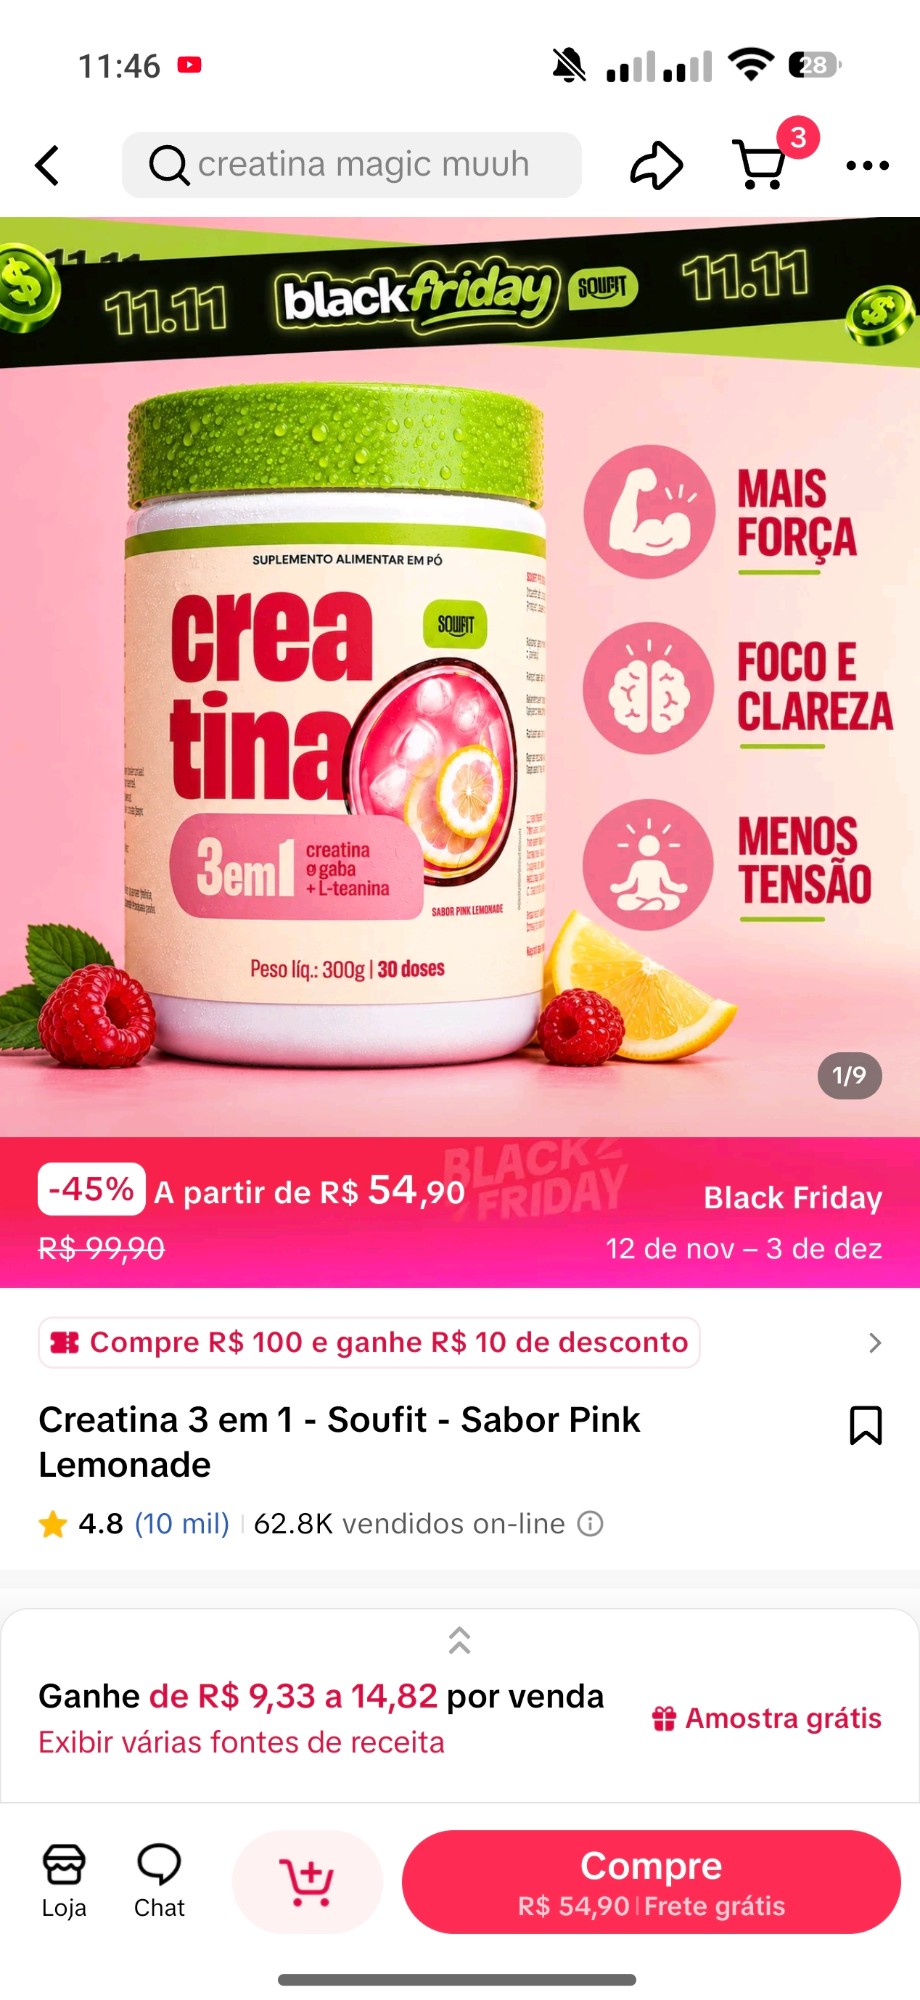 11:46
28
creatina magic muuh
3
11.11
11.11 blackfriday SOUFIT 11.11
SUPLEMENTO ALIMENTAR EM PÓ
crea
tina
SOUFIT
3em1
creatina
+ gaba
+ L-teanina
SABOR PINK LEMONADE
Peso líq.: 300g | 30 doses
MAIS
FORÇA
FOCO E
CLAREZA
MENOS
TENSÃO
1/9
BLACK
FRIDAY
-45% A partir de R$ 54,90
Black Friday
R$ 99,90
12 de nov – 3 de dez
Compre R$ 100 e ganhe R$ 10 de desconto
Creatina 3 em 1 - Soufit - Sabor Pink
Lemonade
4.8 (10 mil) | 62.8K vendidos on-line
Ganhe de R$ 9,33 a 14,82 por venda
Exibir várias fontes de receita
Amostra grátis
Loja
Chat
Compre
R$ 54,90 | Frete grátis